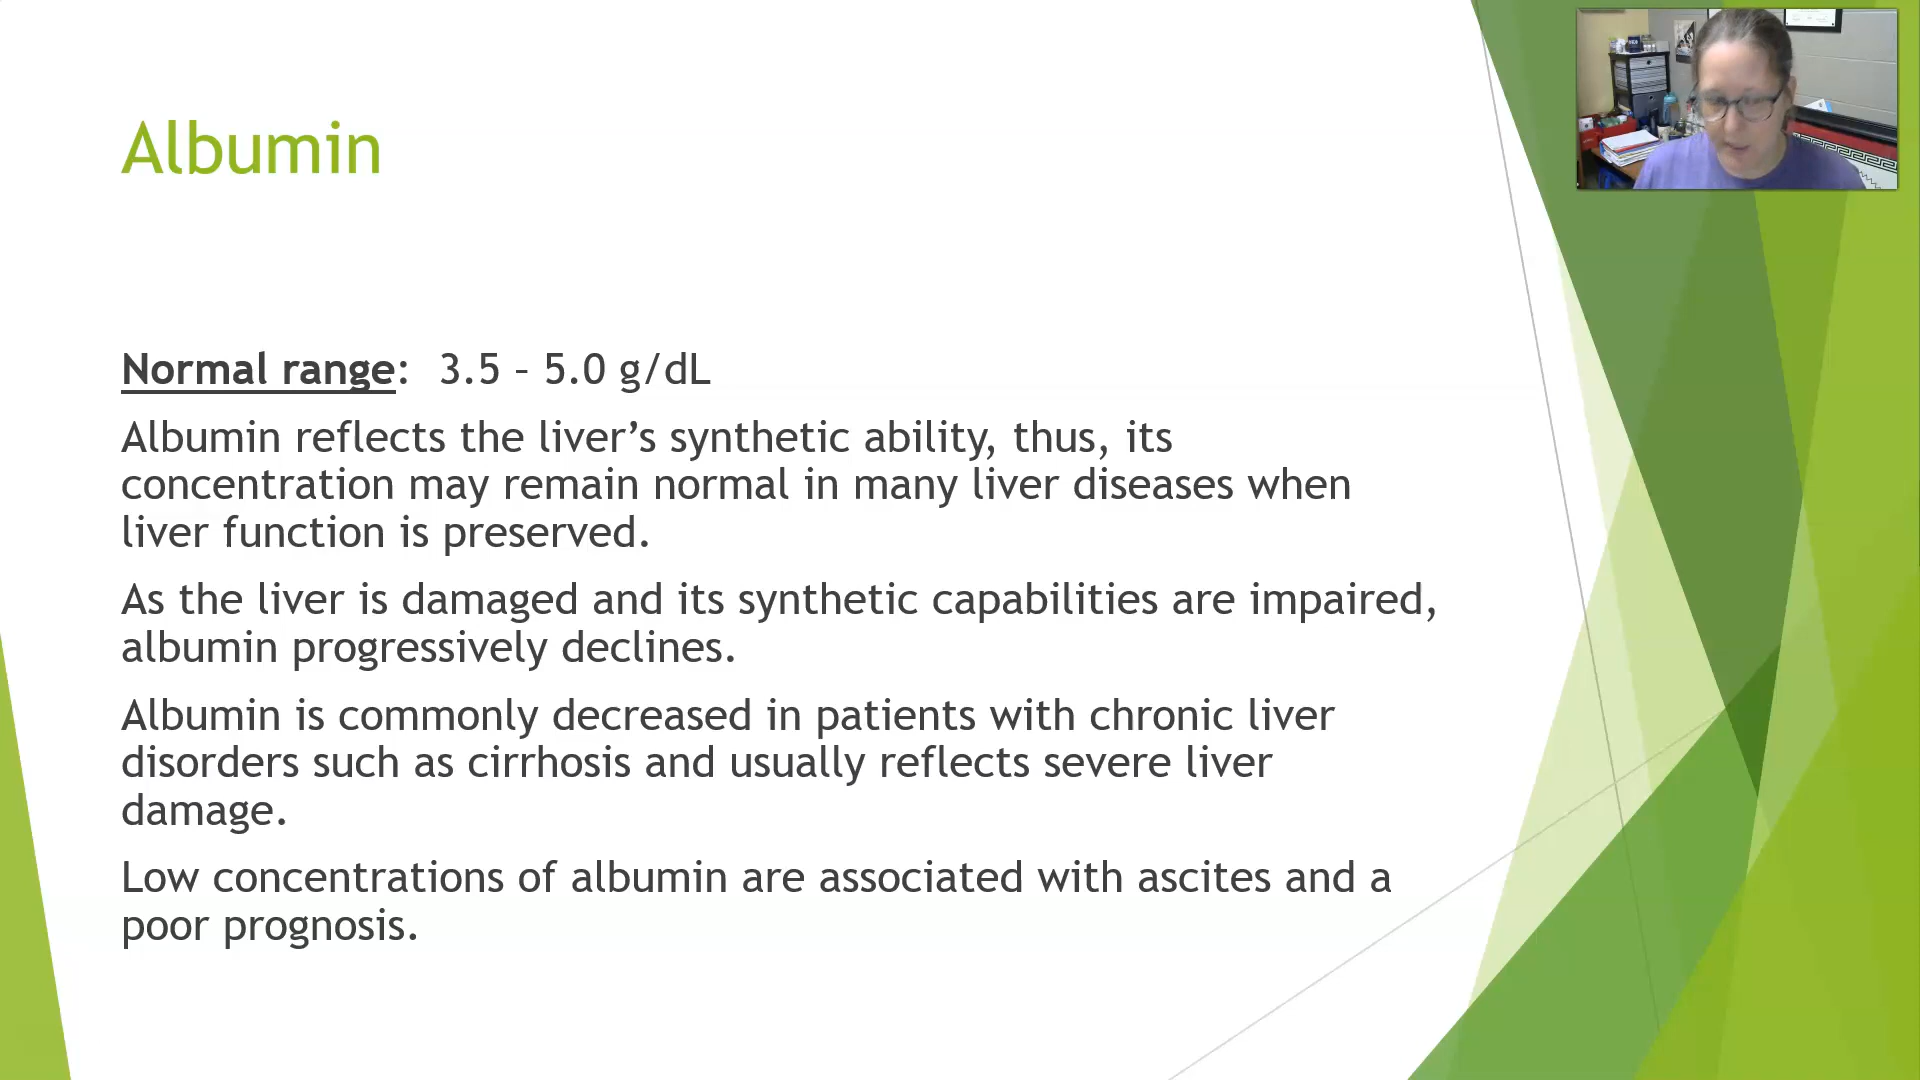 Albumin
Normal range:  3.5 – 5.0 g/dL
Albumin reflects the liver’s synthetic ability, thus, its
concentration may remain normal in many liver diseases when
liver function is preserved.
As the liver is damaged and its synthetic capabilities are impaired,
albumin progressively declines.
Albumin is commonly decreased in patients with chronic liver
disorders such as cirrhosis and usually reflects severe liver
damage.
Low concentrations of albumin are associated with ascites and a
poor prognosis.